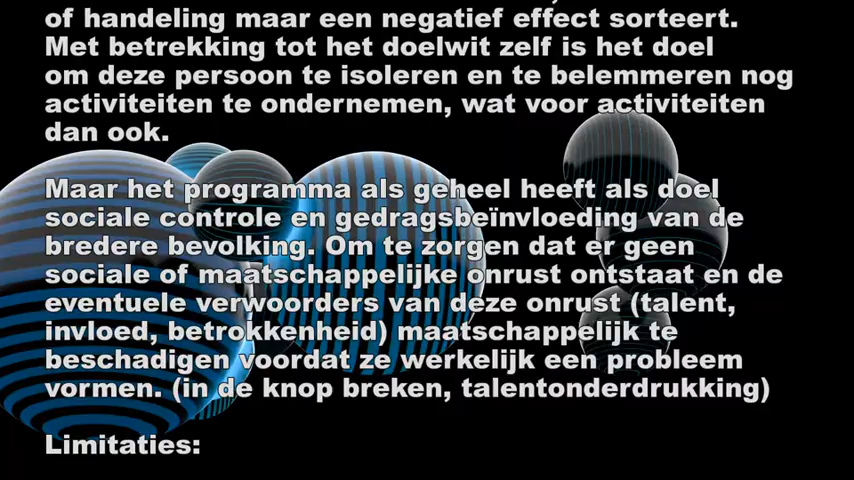 of handeling maar een negatief effect sorteert.
Met betrekking tot het doelwit zelf is het doel
om deze persoon te isoleren en te belemmeren nog
activiteiten te ondernemen, wat voor activiteiten
dan ook.
Maar het programma als geheel heeft als doel
sociale controle en gedragsbeïnvloeding van de
bredere bevolking. Om te zorgen dat er geen
sociale of maatschappelijke onrust ontstaat en de
eventuele verwoorders van deze onrust (talent,
invloed, betrokkenheid) maatschappelijk te
beschadigen voordat ze werkelijk een probleem
vormen. (in de knop breken, talentonderdrukking)
Limitaties: